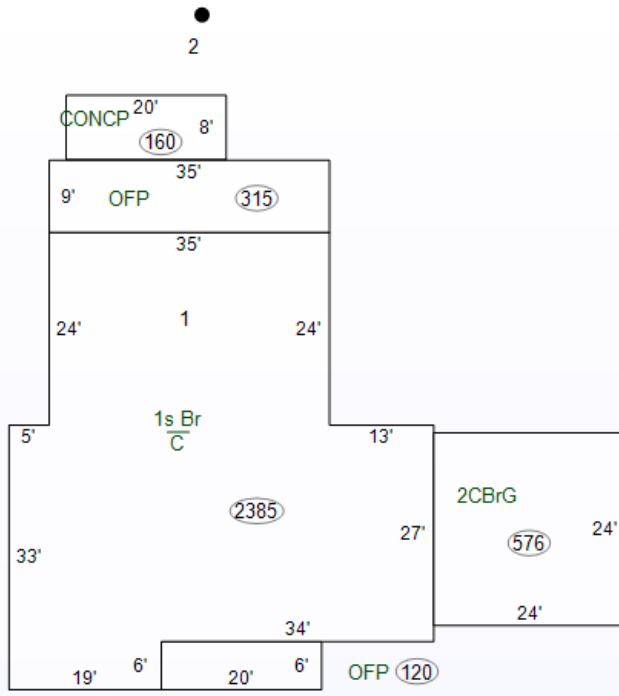 2
CONCP 20' 8'
160
35'
9' OFP 315
35'
24' 1 24'
1s Br
C
5' 13'
2385
2CBrG
33' 27' 576 24'
24'
34'
19' 6' 20' 6' OFP 120